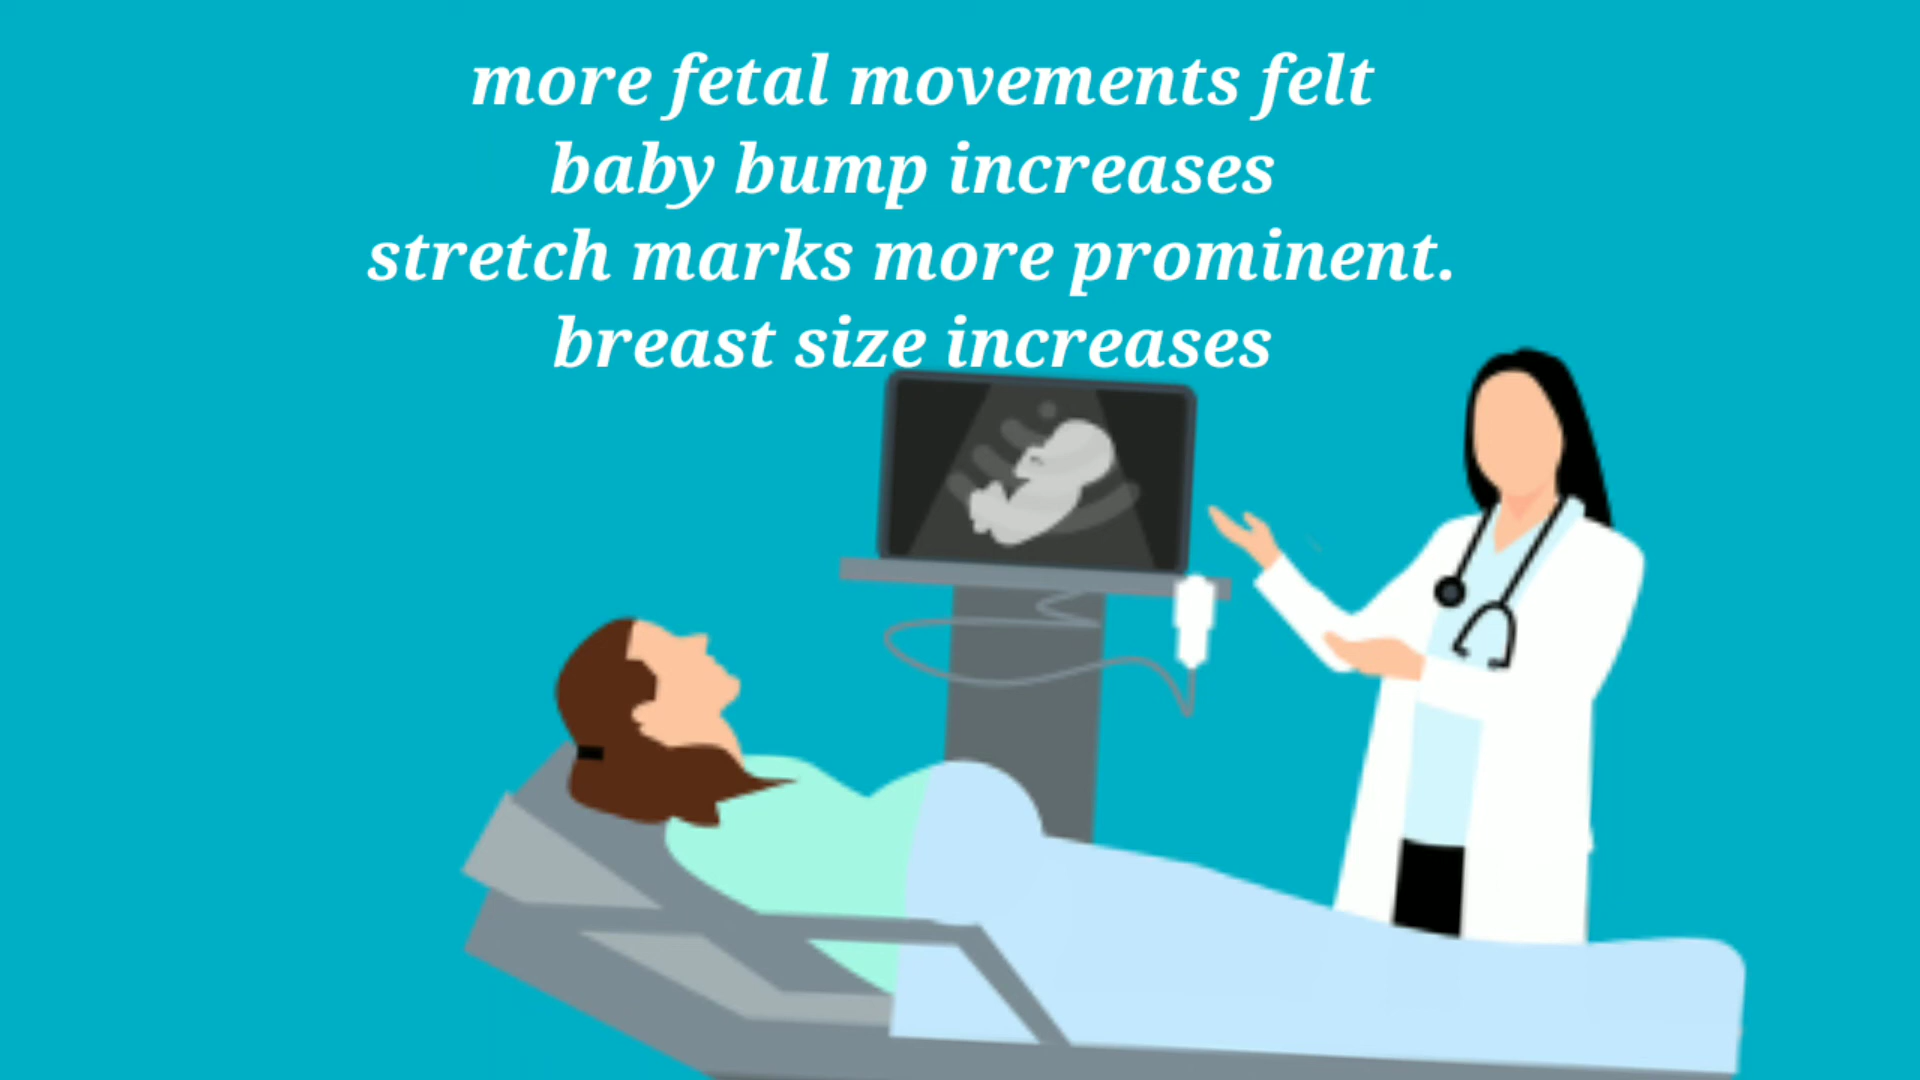 more fetal movements felt
baby bump increases
stretch marks more prominent.
breast size increases